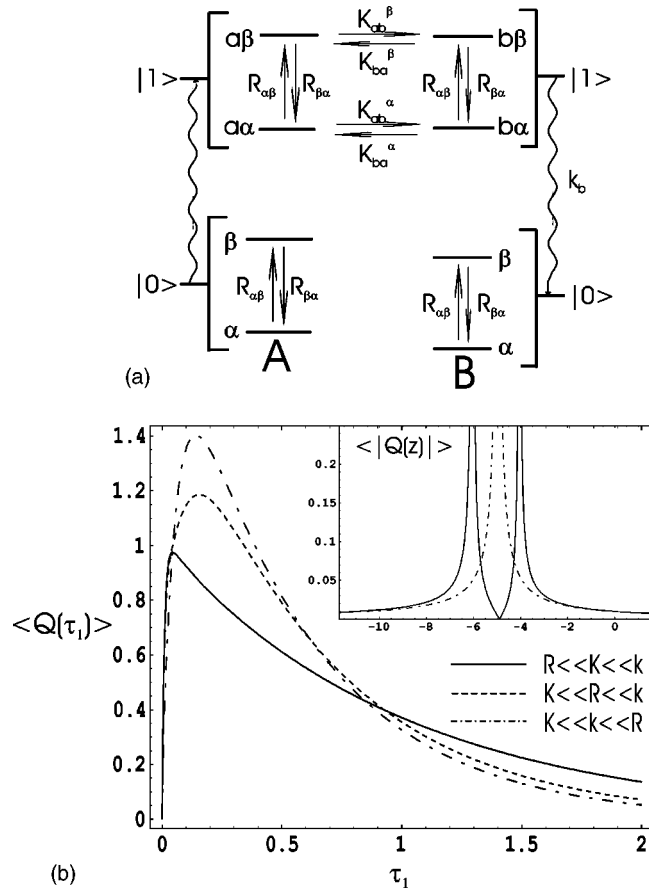 K_ab^β
aβ bβ
K_ba^β
|1> R_αβ R_βα R_αβ R_βα |1>
K_ab^α
aα bα
K_ba^α
k_b
β β
|0> R_αβ R_βα R_αβ R_βα |0>
α α
A B
(a)
1.4
1.2
1
0.8
0.6
0.4
0.2
0
<Q(τ₁)>
<|Q(z)|>
0.2
0.15
0.1
0.05
-10 -8 -6 -4 -2 0
R<<K<<k
K<<R<<k
K<<k<<R
0 0.5 1 1.5 2
τ₁
(b)